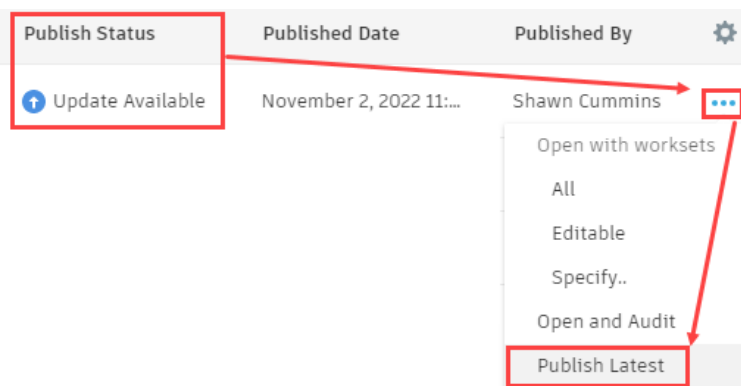 Publish Status Published Date Published By
Update Available November 2, 2022 11:... Shawn Cummins
Open with worksets
All
Editable
Specify..
Open and Audit
Publish Latest